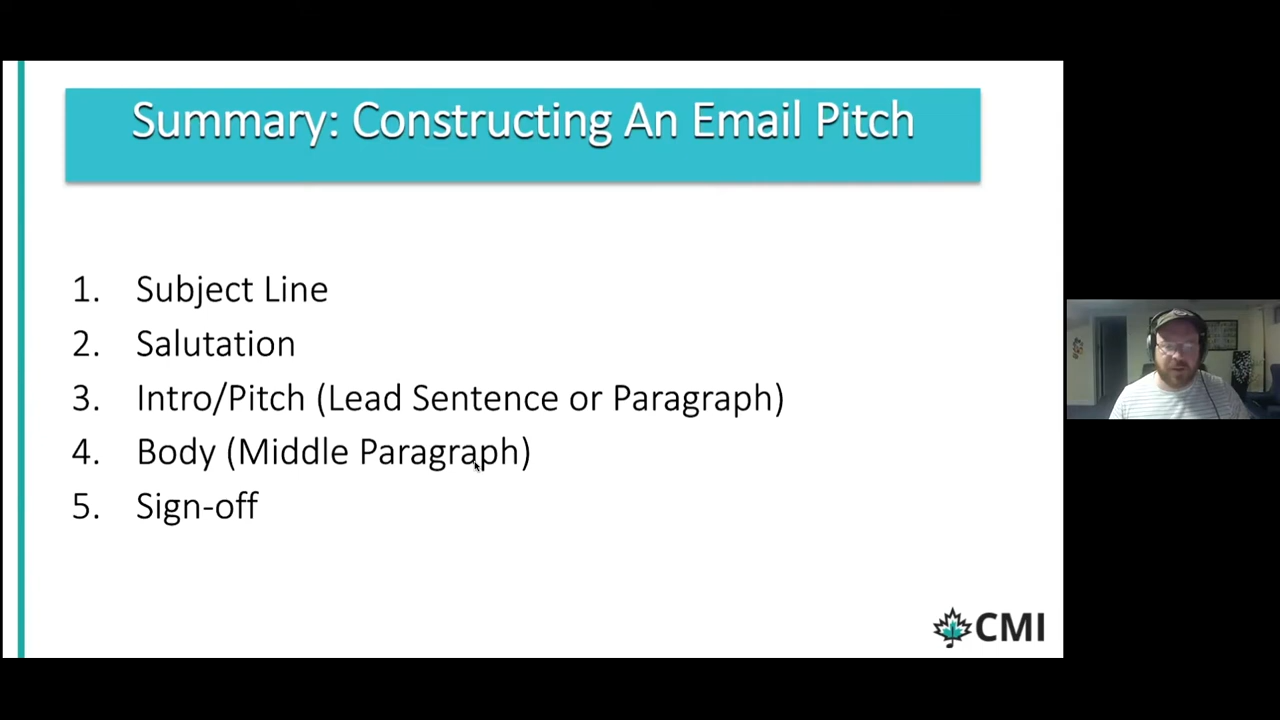 Summary: Constructing An Email Pitch
1. Subject Line
2. Salutation
3. Intro/Pitch (Lead Sentence or Paragraph)
4. Body (Middle Paragraph)
5. Sign-off
CMI